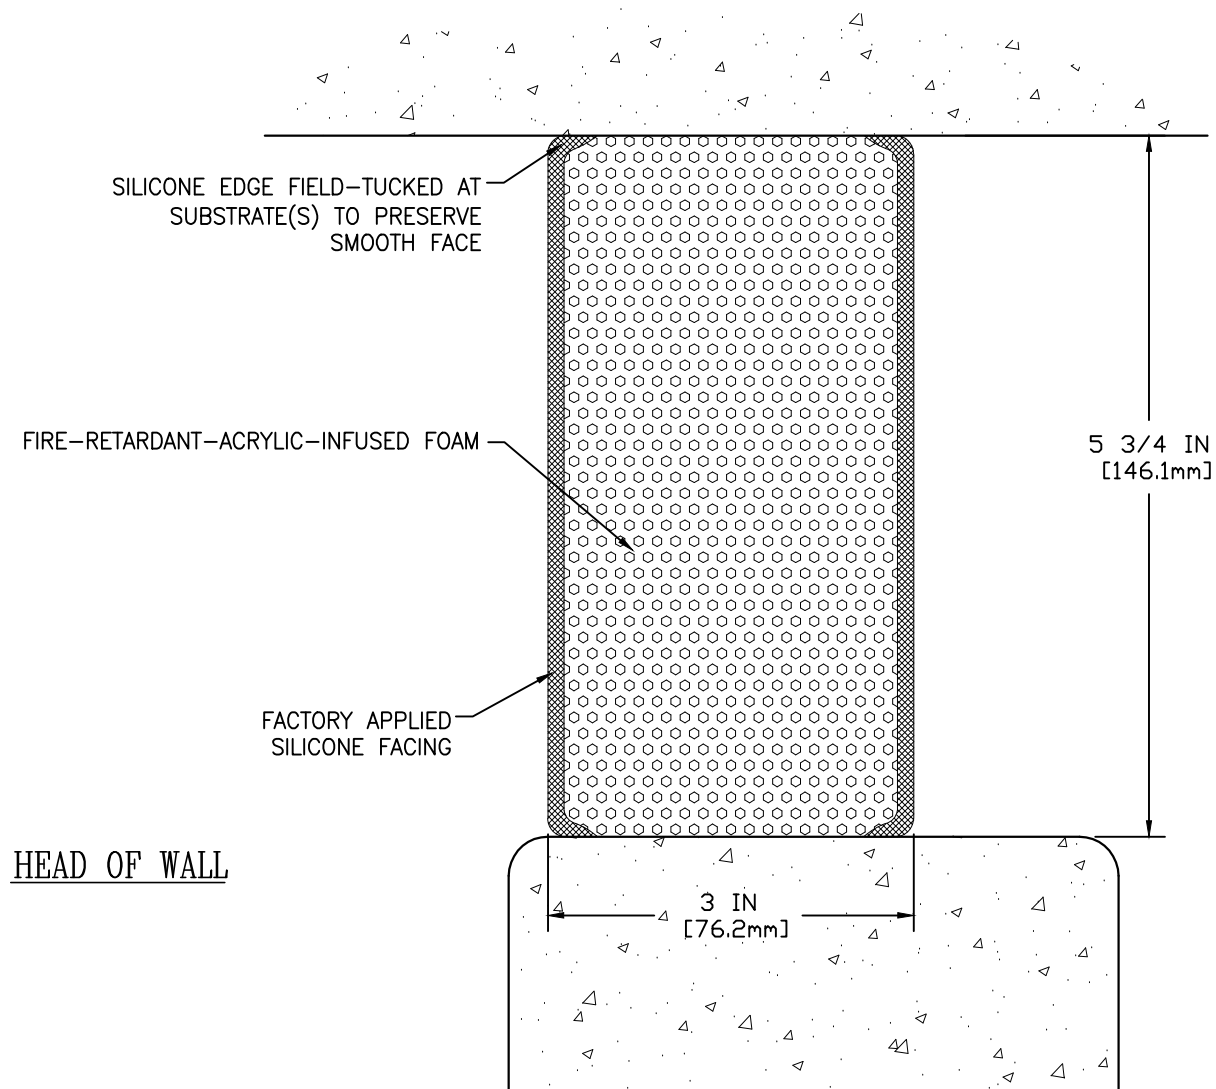 SILICONE EDGE FIELD-TUCKED AT
SUBSTRATE(S) TO PRESERVE
SMOOTH FACE
FIRE-RETARDANT-ACRYLIC-INFUSED FOAM
5 3/4 IN
[146.1mm]
FACTORY APPLIED
SILICONE FACING
HEAD OF WALL
3 IN
[76.2mm]